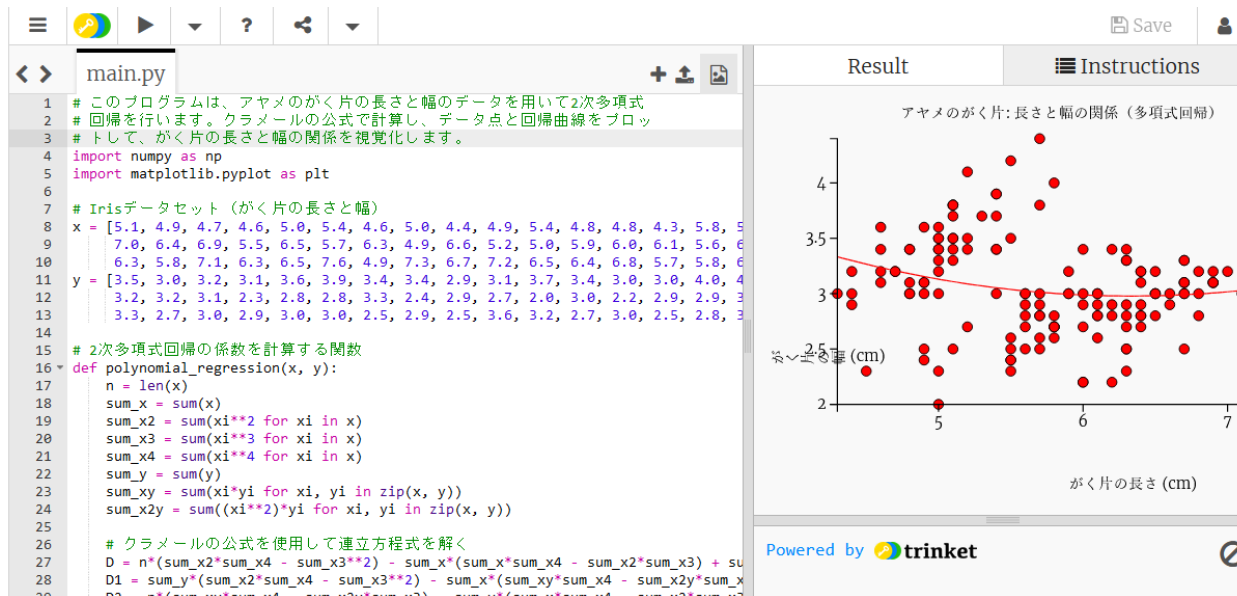 ?
Save
main.py
Result
Instructions
1 # このプログラムは、アヤメのがく片の長さと幅のデータを用いて2次多項式
2 # 回帰を行います。クラメールの公式で計算し、データ点と回帰曲線をプロッ
3 # トして、がく片の長さと幅の関係を視覚化します。
4 import numpy as np
5 import matplotlib.pyplot as plt
6
7 # Irisデータセット（がく片の長さと幅）
8 x = [5.1, 4.9, 4.7, 4.6, 5.0, 5.4, 4.6, 5.0, 4.4, 4.9, 5.4, 4.8, 4.8, 4.3, 5.8, 5
9 7.0, 6.4, 6.9, 5.5, 6.5, 5.7, 6.3, 4.9, 6.6, 5.2, 5.0, 5.9, 6.0, 6.1, 5.6, 6
10 6.3, 5.8, 7.1, 6.3, 6.5, 7.6, 4.9, 7.3, 6.7, 7.2, 6.5, 6.4, 6.8, 5.7, 5.8, 6
11 y = [3.5, 3.0, 3.2, 3.1, 3.6, 3.9, 3.4, 3.4, 2.9, 3.1, 3.7, 3.4, 3.0, 3.0, 4.0, 4
12 3.2, 3.2, 3.1, 2.3, 2.8, 2.8, 3.3, 2.4, 2.9, 2.7, 2.0, 3.0, 2.2, 2.9, 2.9, 3
13 3.3, 2.7, 3.0, 2.9, 3.0, 3.0, 2.5, 2.9, 2.5, 3.6, 3.2, 2.7, 3.0, 2.5, 2.8, 3
14
15 # 2次多項式回帰の係数を計算する関数
16 def polynomial_regression(x, y):
17 n = len(x)
18 sum_x = sum(x)
19 sum_x2 = sum(xi**2 for xi in x)
20 sum_x3 = sum(xi**3 for xi in x)
21 sum_x4 = sum(xi**4 for xi in x)
22 sum_y = sum(y)
23 sum_xy = sum(xi*yi for xi, yi in zip(x, y))
24 sum_x2y = sum((xi**2)*yi for xi, yi in zip(x, y))
25
26 # クラメールの公式を使用して連立方程式を解く
27 D = n*(sum_x2*sum_x4 - sum_x3**2) - sum_x*(sum_x*sum_x4 - sum_x2*sum_x3) + su
28 D1 = sum_y*(sum_x2*sum_x4 - sum_x3**2) - sum_x*(sum_xy*sum_x4 - sum_x2y*sum_x
アヤメのがく片: 長さと幅の関係（多項式回帰）
4
3.5
3
2.5
がく片の幅 (cm)
2
5
6
7
がく片の長さ (cm)
Powered by trinket